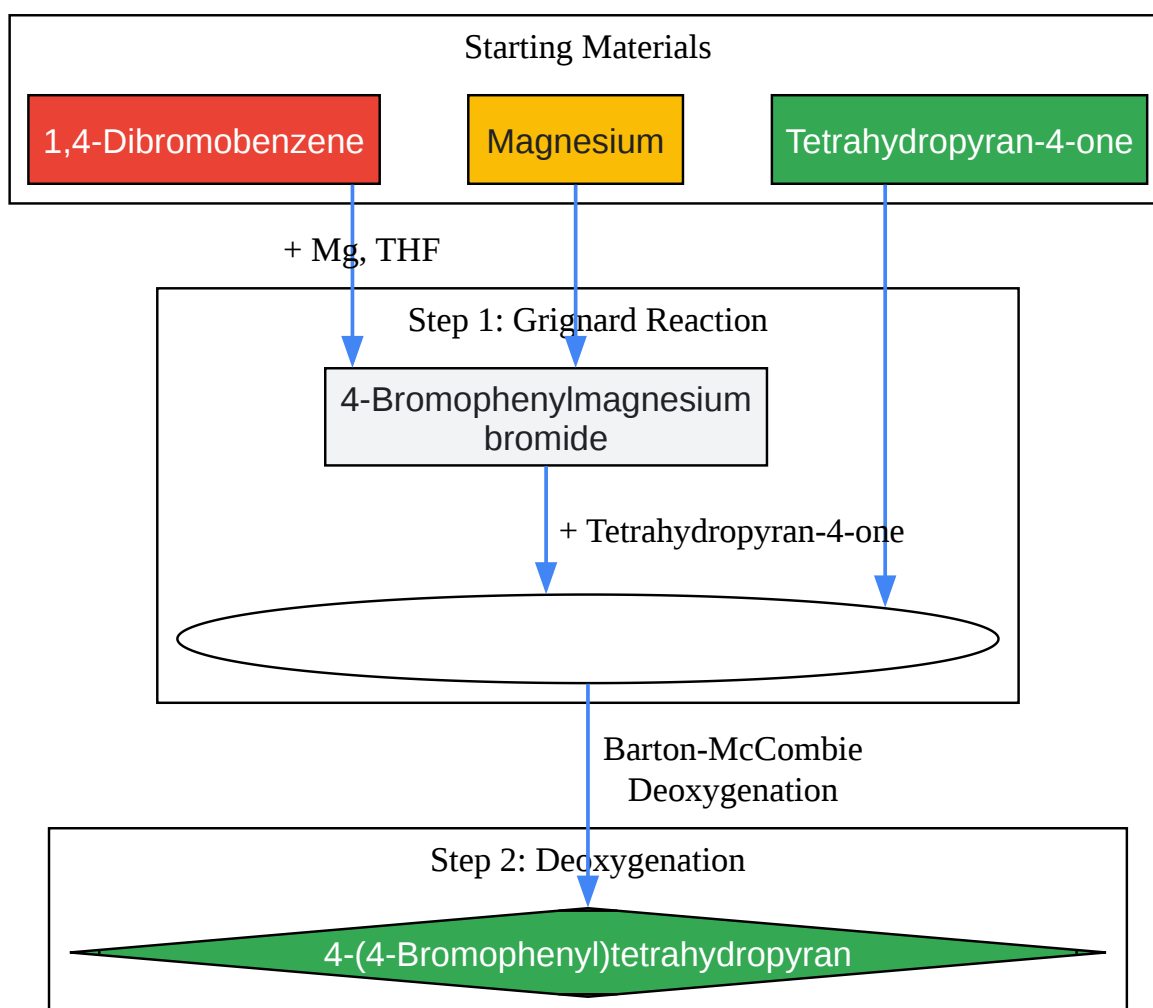 Starting Materials
1,4-Dibromobenzene
Magnesium
Tetrahydropyran-4-one
+ Mg, THF
Step 1: Grignard Reaction
4-Bromophenylmagnesium
bromide
+ Tetrahydropyran-4-one
Barton-McCombie
Deoxygenation
Step 2: Deoxygenation
4-(4-Bromophenyl)tetrahydropyran